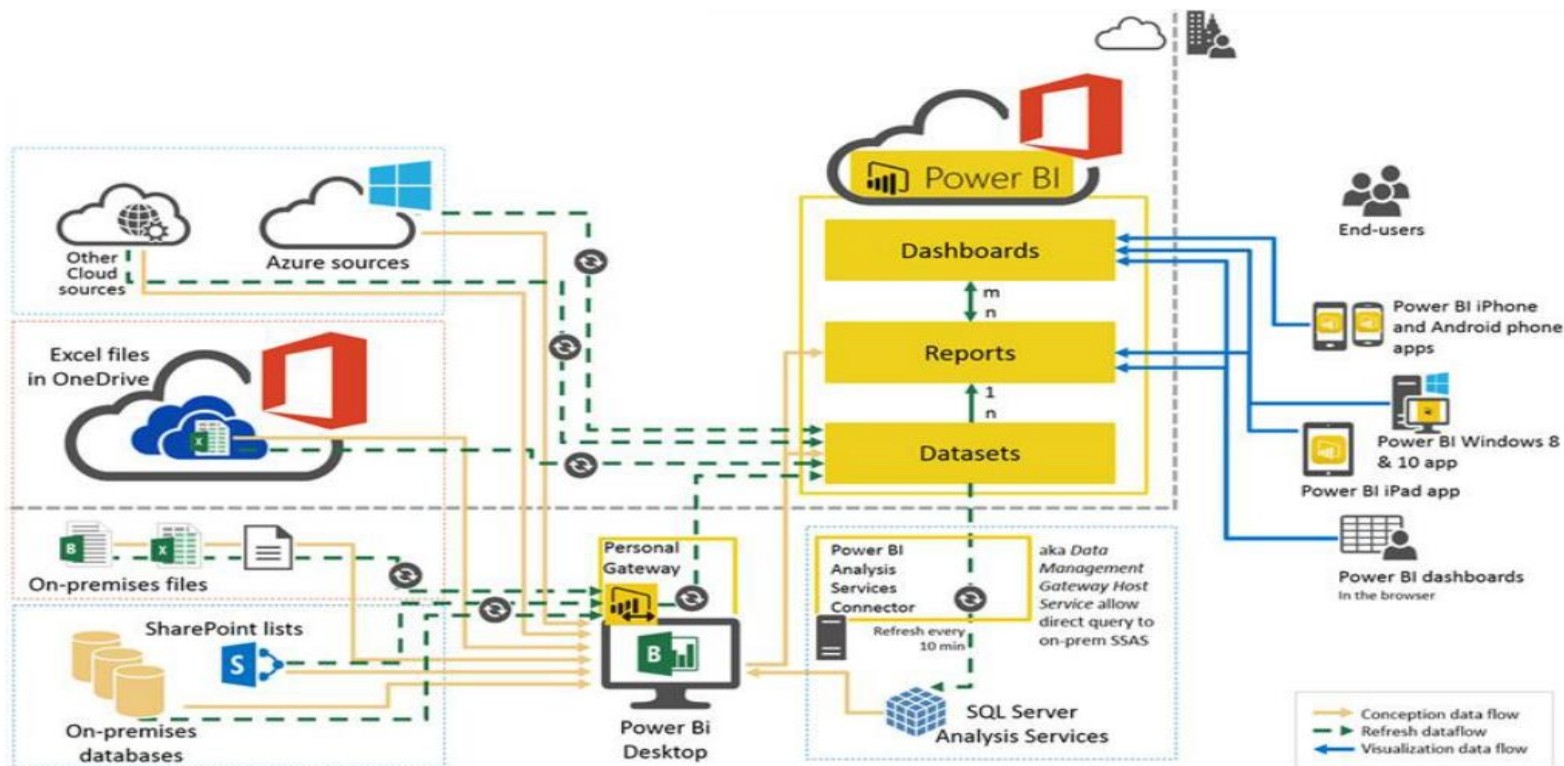 Power BI
Dashboards
m
n
Reports
1
n
Datasets
Other
Cloud
sources
Azure sources
Excel files
in OneDrive
X
B
X
On-premises files
SharePoint lists
S
On-premises
databases
Personal
Gateway
B
Power Bi
Desktop
Power BI
Analysis
Services
Connector
Refresh every
10 min
aka Data
Management
Gateway Host
Service allow
direct query to
on-prem SSAS
SQL Server
Analysis Services
End-users
Power BI iPhone
and Android phone
apps
Power BI Windows 8
& 10 app
Power BI iPad app
Power BI dashboards
In the browser
Conception data flow
Refresh dataflow
Visualization data flow